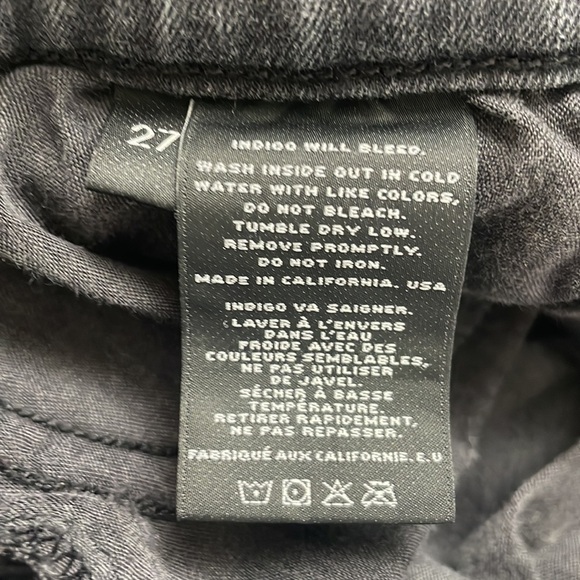 27
INDIGO WILL BLEED.
WASH INSIDE OUT IN COLD
WATER WITH LIKE COLORS,
DO NOT BLEACH.
TUMBLE DRY LOW.
REMOVE PROMPTLY.
DO NOT IRON.
MADE IN CALIFORNIA. USA
INDIGO VA SAIGNER.
LAVER À L'ENVERS
DANS L'EAU
FROIDE AVEC DES
COULEURS SEMBLABLES,
NE PAS UTILISER
DE JAVEL.
SÉCHER À BASSE
TEMPÉRATURE.
RETIRER RAPIDEMENT,
NE PAS REPASSER.
FABRIQUÉ AUX CALIFORNIE. E.U